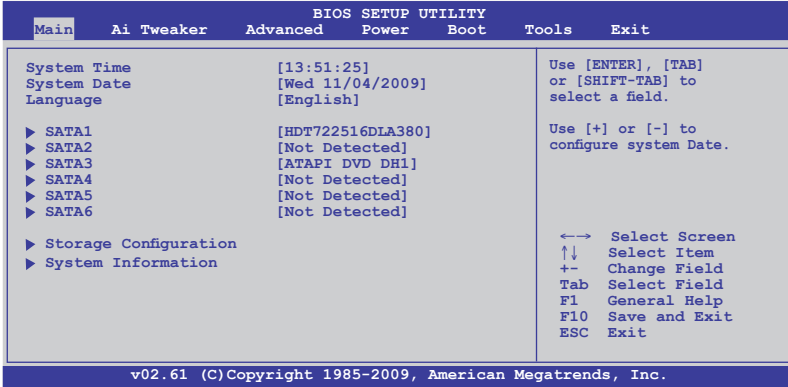 BIOS SETUP UTILITY
Main Ai Tweaker Advanced Power Boot Tools Exit
System Time [13:51:25]
System Date [Wed 11/04/2009]
Language [English]
SATA1 [HDT722516DLA380]
SATA2 [Not Detected]
SATA3 [ATAPI DVD DH1]
SATA4 [Not Detected]
SATA5 [Not Detected]
SATA6 [Not Detected]
Storage Configuration
System Information
Use [ENTER], [TAB]
or [SHIFT-TAB] to
select a field.
Use [+] or [-] to
configure system Date.
←→ Select Screen
↑↓ Select Item
+- Change Field
Tab Select Field
F1 General Help
F10 Save and Exit
ESC Exit
v02.61 (C)Copyright 1985-2009, American Megatrends, Inc.